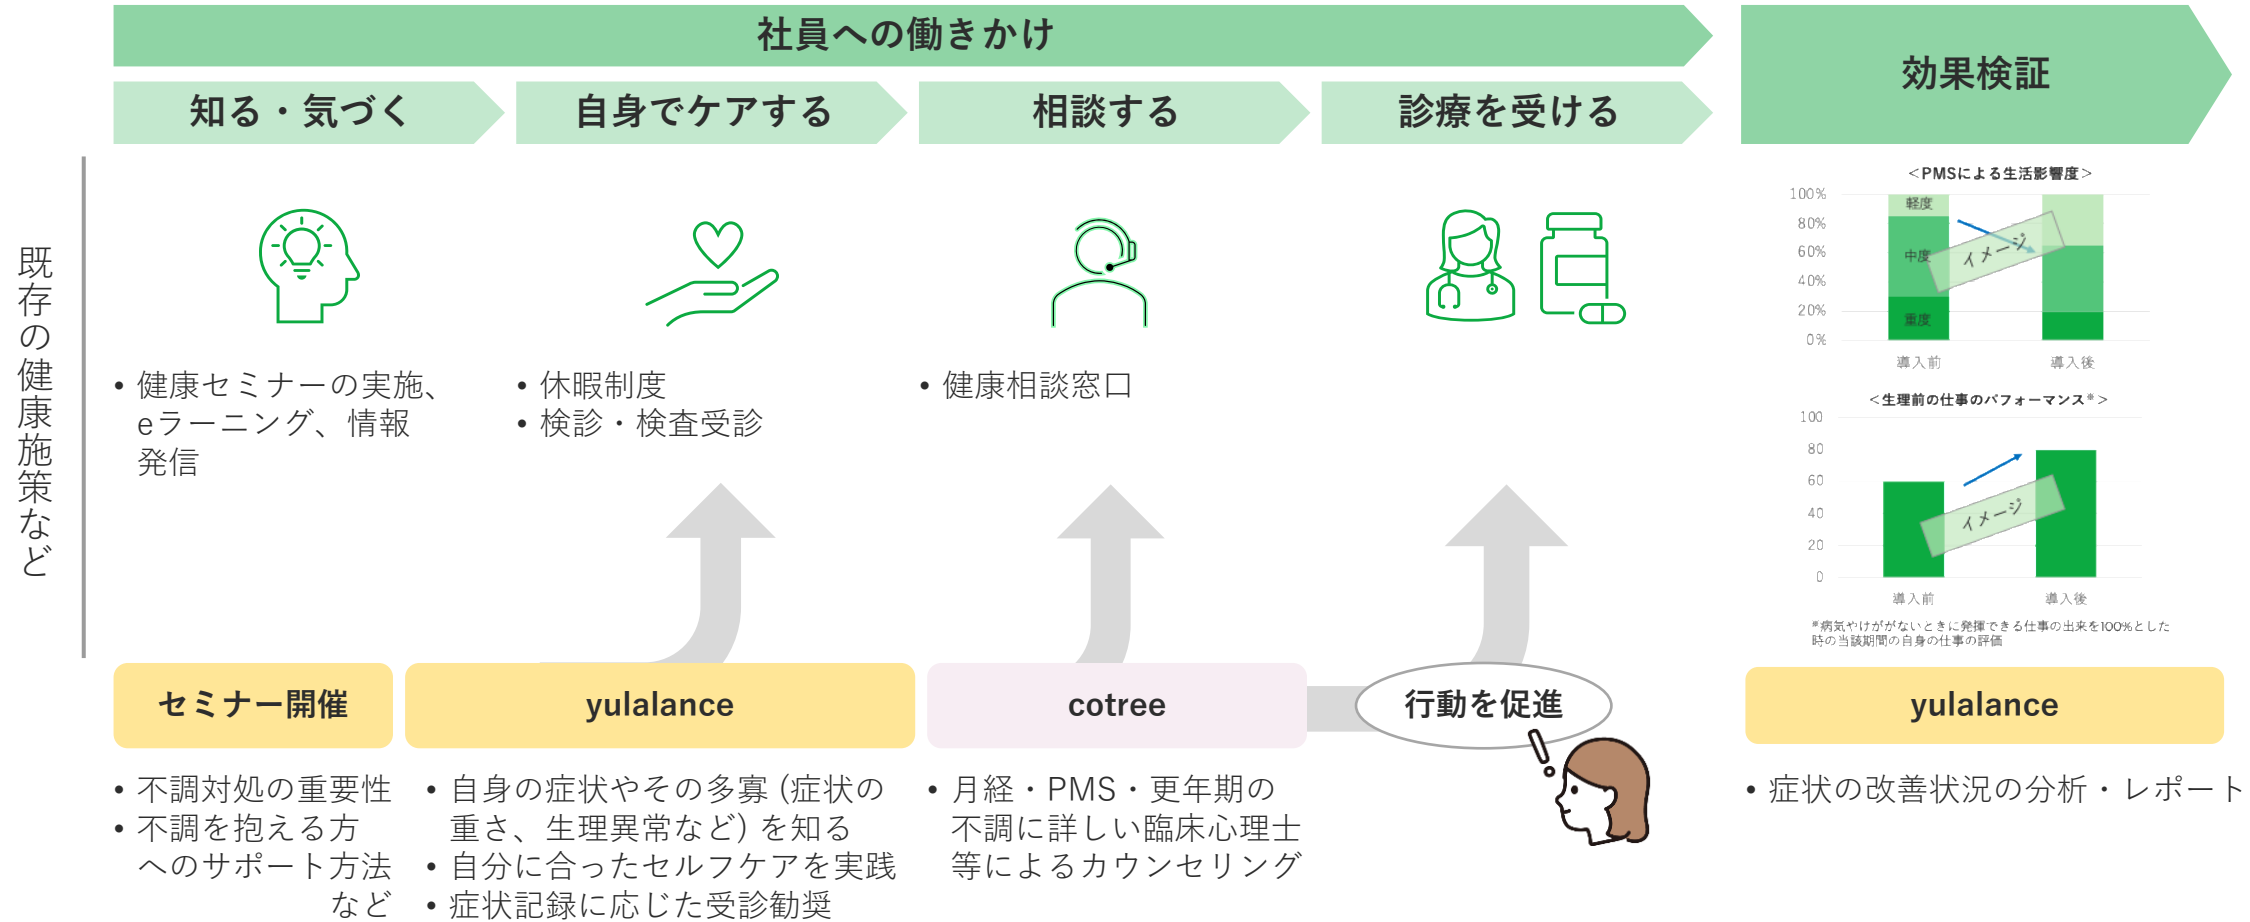 社員への働きかけ
効果検証
知る・気づく
自身でケアする
相談する
診療を受ける
既存の健康施策など
• 健康セミナーの実施、
eラーニング、情報
発信
• 休暇制度
• 検診・検査受診
• 健康相談窓口
＜PMSによる生活影響度＞
100%
80%
60%
40%
20%
0%
軽度
中度
重度
イメージ
導入前
導入後
＜生理前の仕事のパフォーマンス※＞
100
80
60
40
20
0
イメージ
導入前
導入後
※病気やけががないときに発揮できる仕事の出来を100%とした
時の当該期間の自身の仕事の評価
セミナー開催
yulalance
cotree
行動を促進
yulalance
• 不調対処の重要性
• 不調を抱える方
へのサポート方法
など
• 自身の症状やその多寡 (症状の
重さ、生理異常など) を知る
• 自分に合ったセルフケアを実践
• 症状記録に応じた受診勧奨
• 月経・PMS・更年期の
不調に詳しい臨床心理士
等によるカウンセリング
• 症状の改善状況の分析・レポート